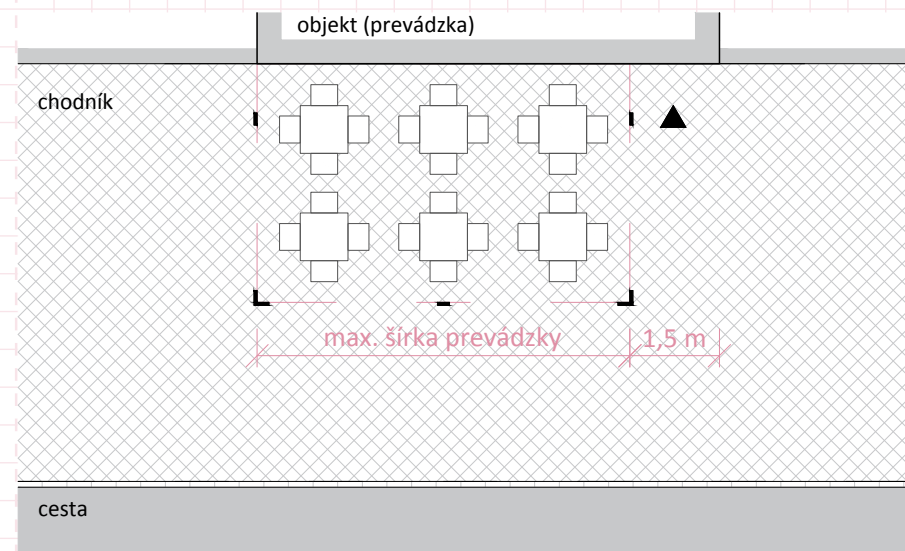 objekt (prevádzka)
chodník
max. šírka prevádzky
1,5 m
cesta